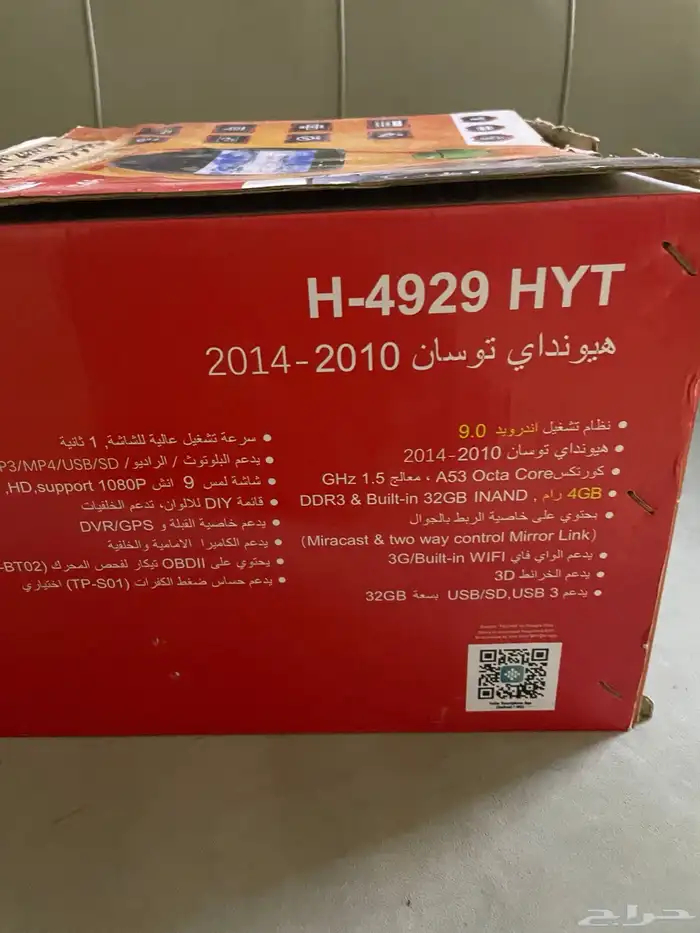 H-4929 HYT
هيونداي توسان 2010-2014
• نظام تشغيل اندرويد 9.0
• هيونداي توسان 2010-2014
• كورتكس A53 Octa Core ، معالج 1.5 GHz
• 4GB رام , DDR3 & Built-in 32GB INAND
• يحتوي على خاصية الربط بالجوال
(Miracast & two way control Mirror Link)
• يدعم الواي فاي 3G/Built-in WIFI
• يدعم الخرائط 3D
• يدعم USB/SD,USB 3 بسعة 32GB
• سرعة تشغيل عالية للشاشة, 1 ثانية
• يدعم البلوتوث / الراديو / P3/MP4/USB/SD
• شاشة لمس 9 انش HD,support 1080P,
• قائمة DIY للالوان، تدعم الخلفيات
• يدعم خاصية القبلة و DVR/GPS
• يدعم الكاميرا الامامية والخلفية
• يحتوي على OBDII تيكار لفحص المحرك (BT02-
• يدعم حساس ضغط الكفرات (TP-S01) اختياري
حراج